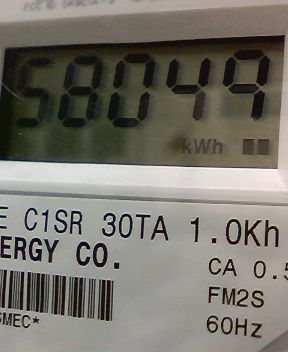 58049
kWh
E C1SR 30TA 1.0Kh
ERGY CO.
CA 0.5
FM2S
60Hz
SMEC*